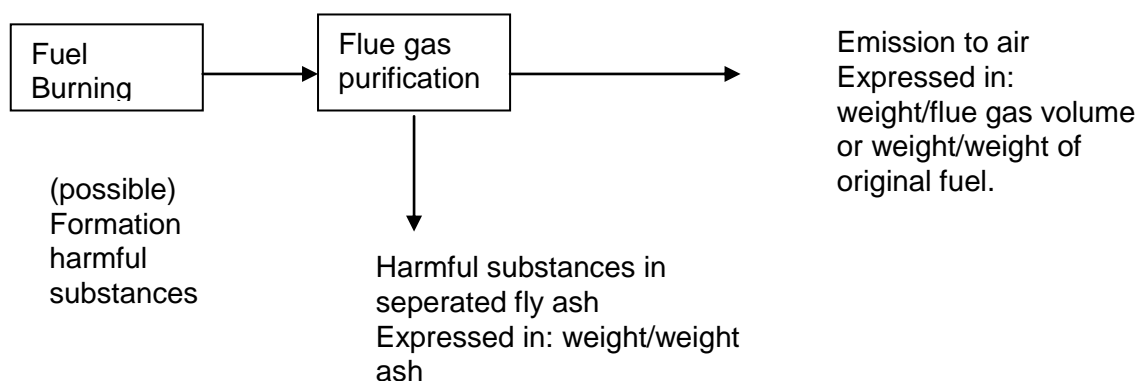 Fuel
Burning
Flue gas
purification
Emission to air
Expressed in:
weight/flue gas volume
or weight/weight of
original fuel.
(possible)
Formation
harmful
substances
Harmful substances in
seperated fly ash
Expressed in: weight/weight
ash